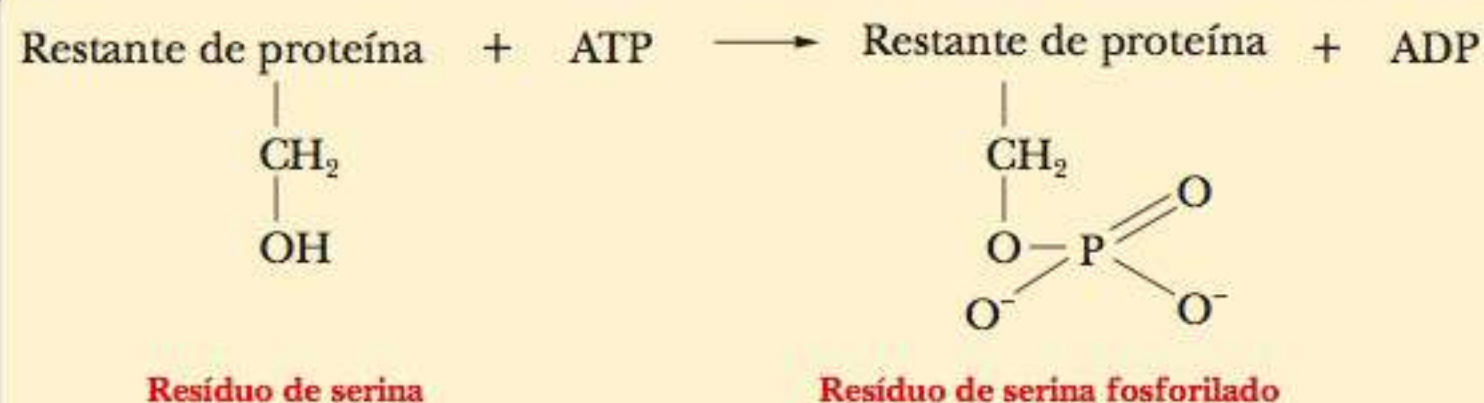 Restante de proteína + ATP ⟶ Restante de proteína + ADP
CH₂ CH₂
O
OH O P
O⁻ O⁻
Resíduo de serina Resíduo de serina fosforilado